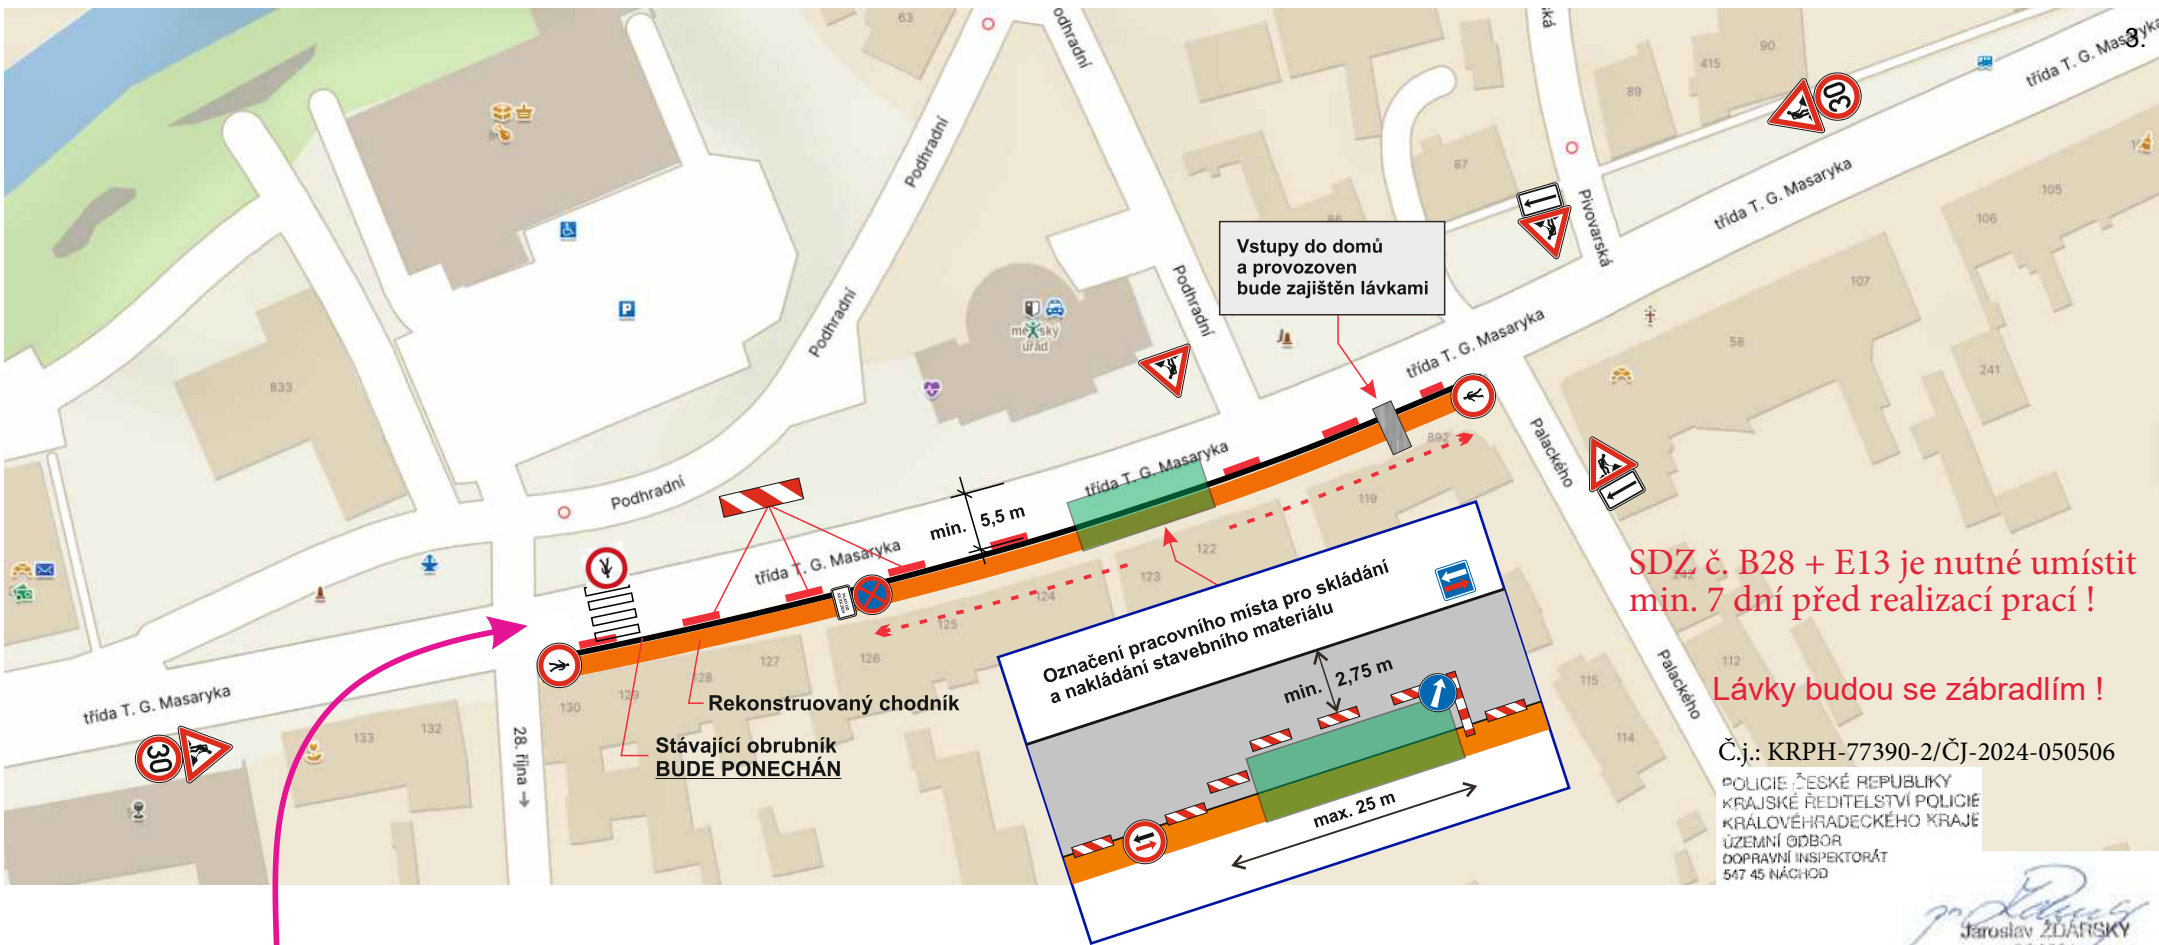 3.
třída T. G. Masaryka
třída T. G. Masaryka
třída T. G. Masaryka
třída T. G. Masaryka
třída T. G. Masaryka
třída T. G. Masaryka
Podhradní
Podhradní
Podhradní
Podhradní
odhradní
ká
Pivovarská
Palackého
Palackého
28. října →
63
90
415
89
87
86
105
106
107
58
241
242
112
115
114
892
119
122
123
124
125
126
127
128
129
130
132
133
833
městský
úřad
P
30
30
Vstupy do domů
a provozoven
bude zajištěn lávkami
min. 5,5 m
Rekonstruovaný chodník
Stávající obrubník
BUDE PONECHÁN
Označení pracovního místa pro skládání
a nakládání stavebního materiálu
min. 2,75 m
max. 25 m
SDZ č. B28 + E13 je nutné umístit
min. 7 dní před realizací prací !
Lávky budou se zábradlím !
Č.j.: KRPH-77390-2/ČJ-2024-050506
POLICIE ČESKÉ REPUBLIKY
KRAJSKÉ ŘEDITELSTVÍ POLICIE
KRÁLOVÉHRADECKÉHO KRAJE
ÚZEMNÍ ODBOR
DOPRAVNÍ INSPEKTORÁT
547 45 NÁCHOD
Jaroslav ŽĎÁRSKÝ